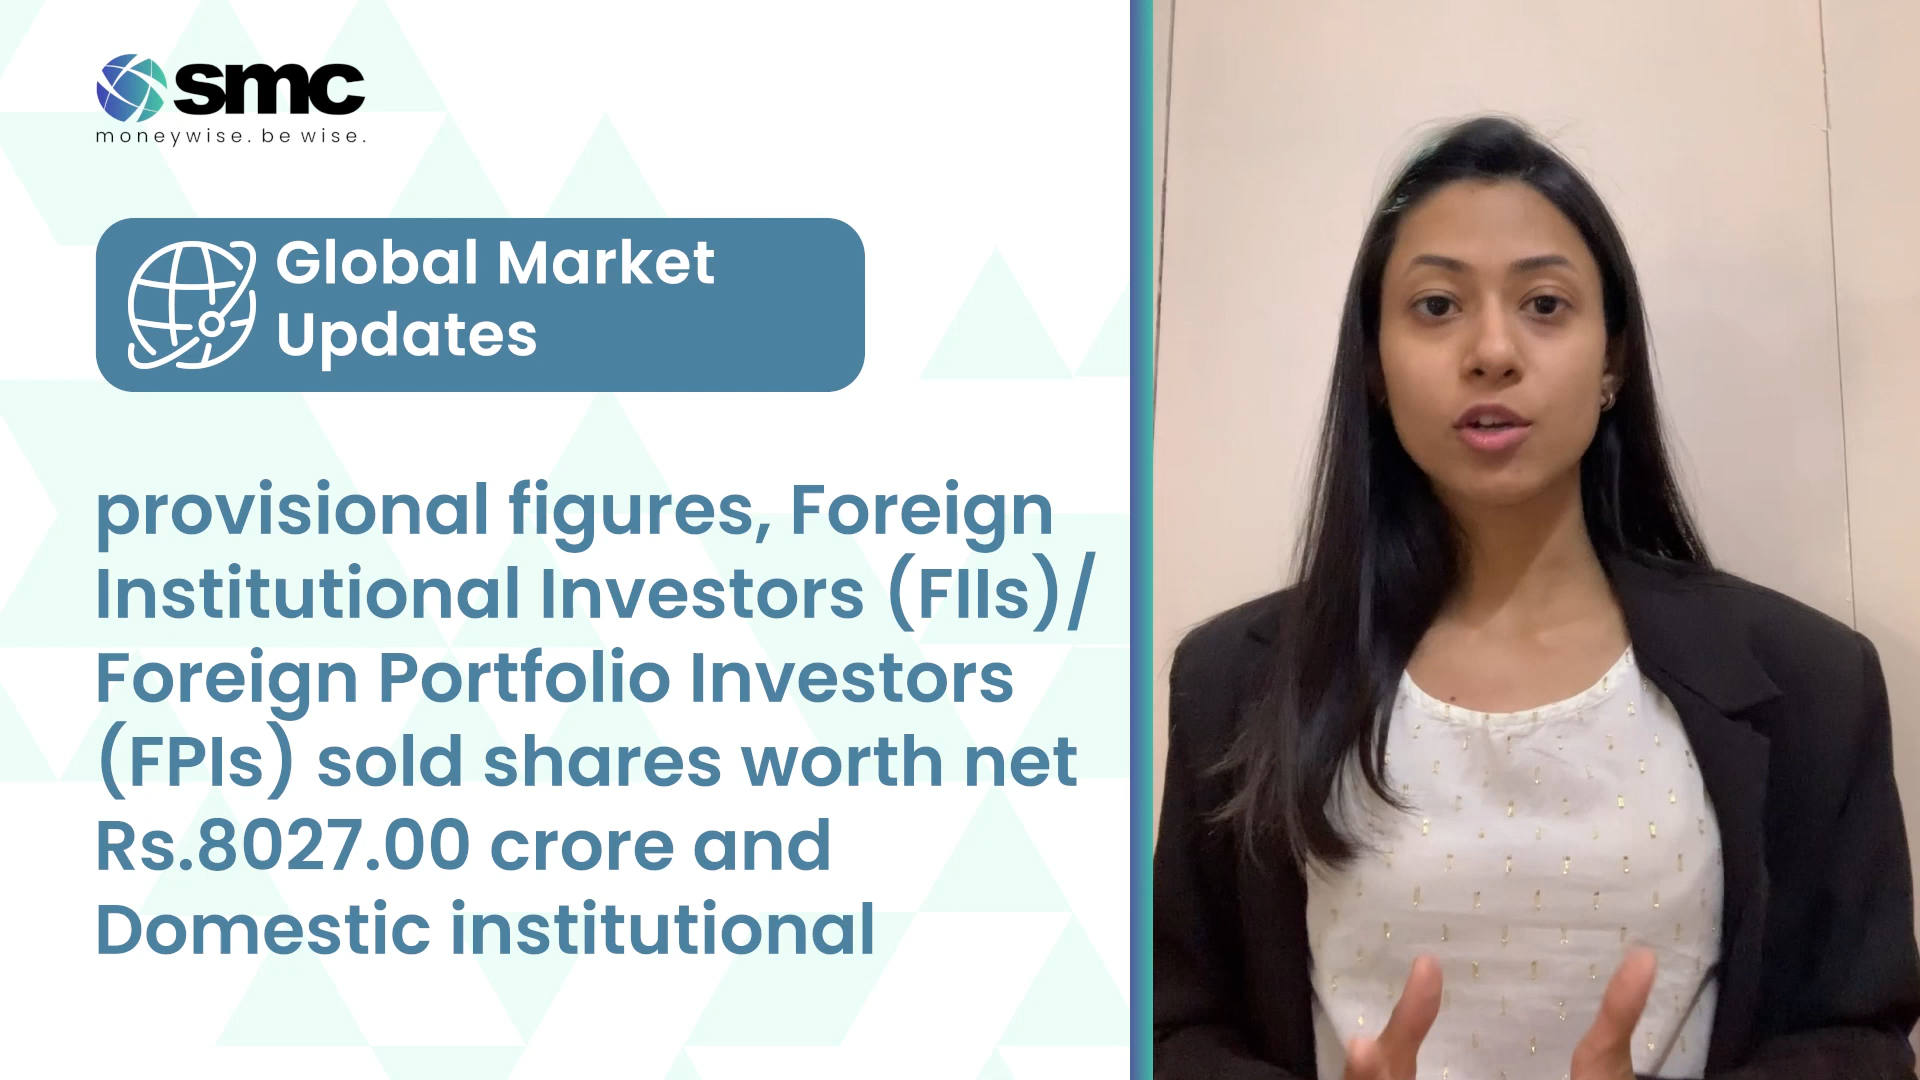 smc
moneywise. be wise.
Global Market
Updates
provisional figures, Foreign
Institutional Investors (FIIs)/
Foreign Portfolio Investors
(FPIs) sold shares worth net
Rs.8027.00 crore and
Domestic institutional